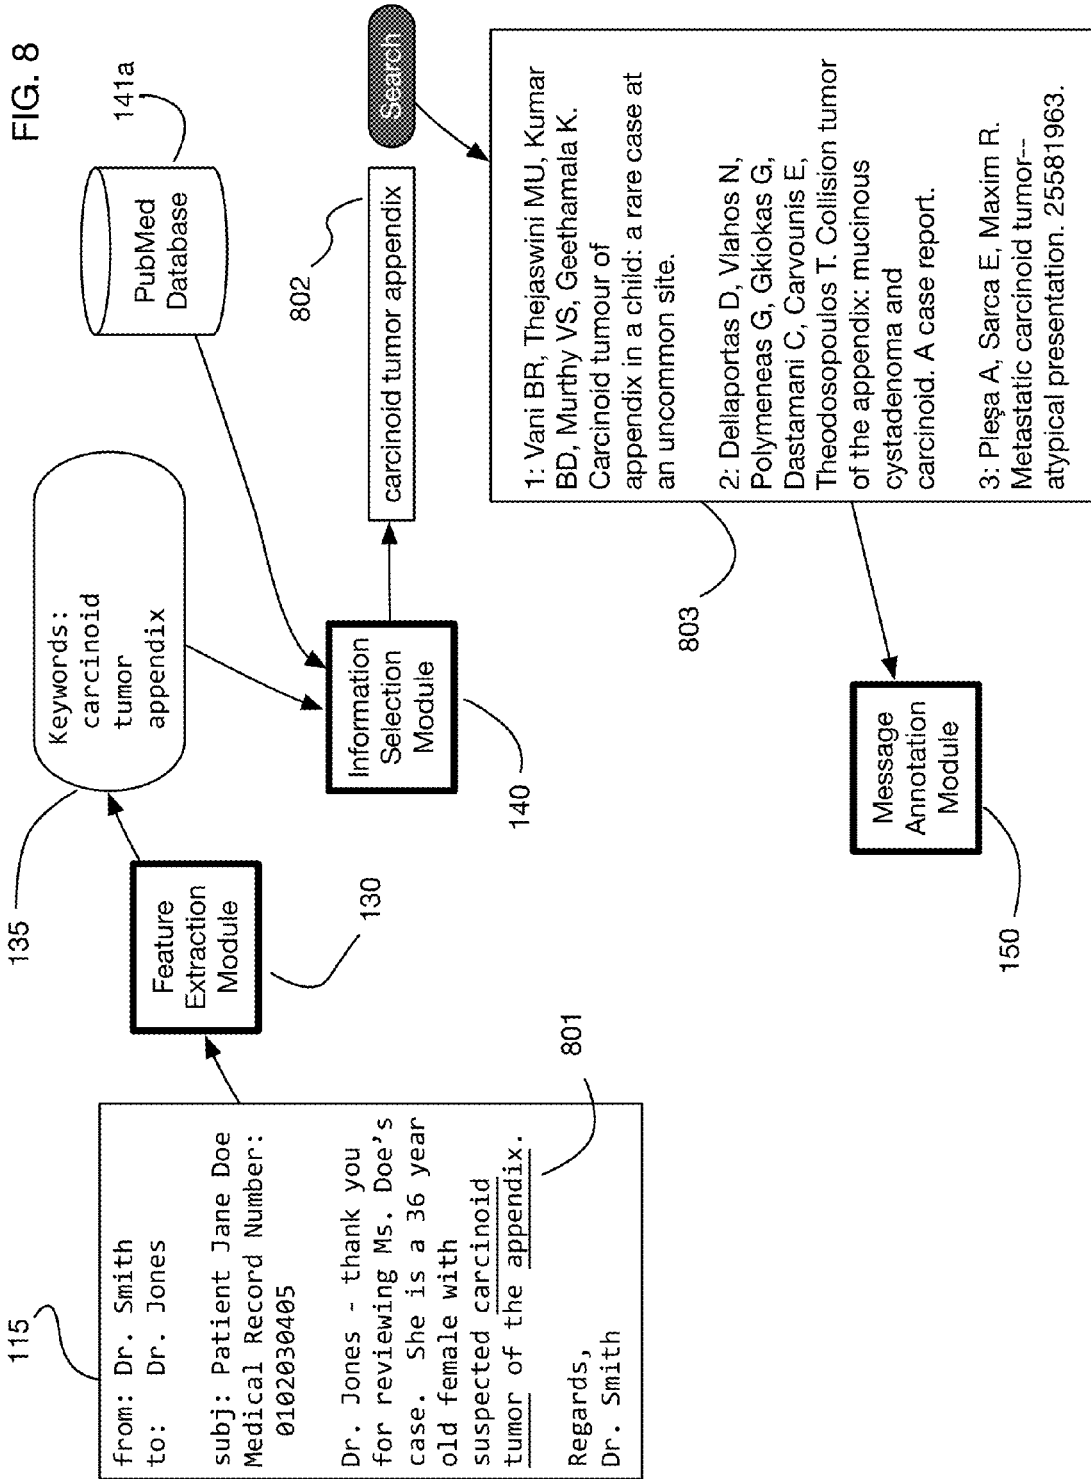 FIG. 8
115
from: Dr. Smith
to:  Dr. Jones
subj: Patient Jane Doe
Medical Record Number:
0102030405
Dr. Jones - thank you
for reviewing Ms. Doe's
case.  She is a 36 year
old female with
suspected carcinoid
tumor of the appendix.
Regards,
Dr. Smith
801
Feature
Extraction
Module
130
135
Keywords:
carcinoid
tumor
appendix
PubMed
Database
141a
Information
Selection
Module
140
802
carcinoid tumor appendix
Search
1: Vani BR, Thejaswini MU, Kumar
BD, Murthy VS, Geethamala K.
Carcinoid tumour of
appendix in a child: a rare case at
an uncommon site.
2: Dellaportas D, Vlahos N,
Polymeneas G, Gkiokas G,
Dastamani C, Carvounis E,
Theodosopoulos T. Collision tumor
of the appendix: mucinous
cystadenoma and
carcinoid. A case report.
3: Pleşa A, Sarca E, Maxim R.
Metastatic carcinoid tumor--
atypical presentation. 25581963.
803
Message
Annotation
Module
150